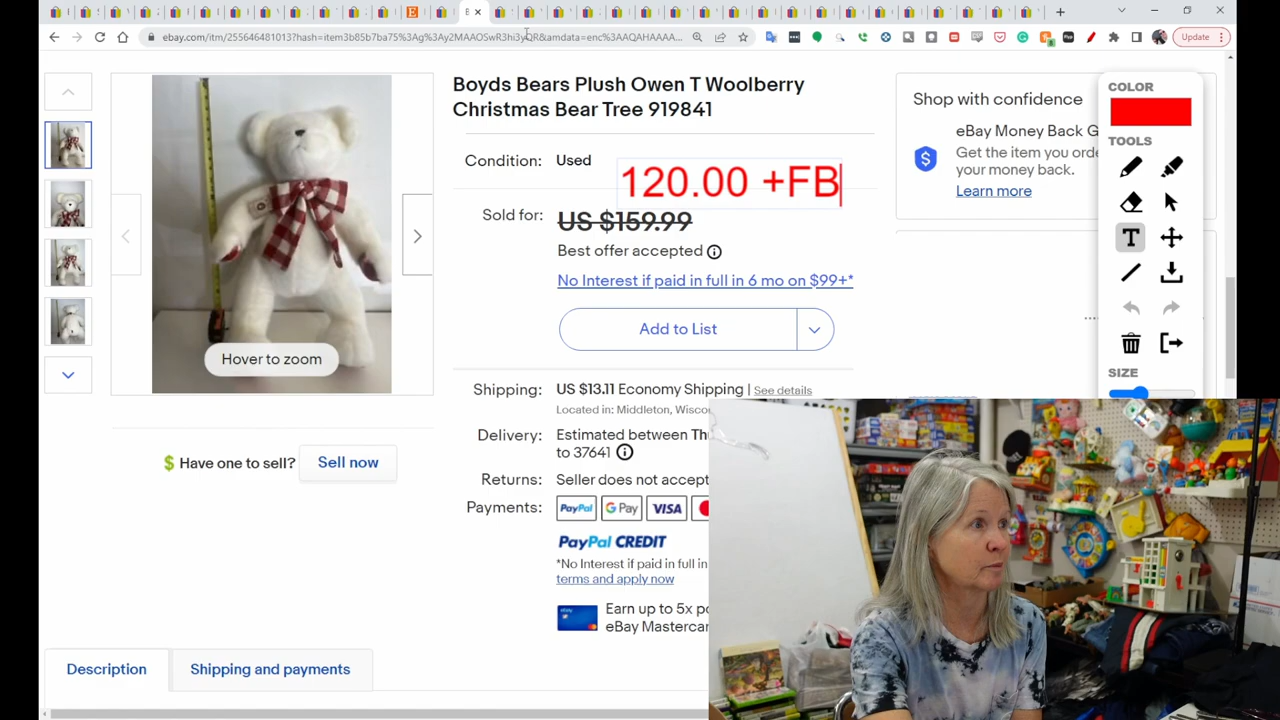 Update
ebay.com/itm/255646481013?hash=item3b85b7ba75%3Ag%3Ay2MAAOSwR3hi3yQR&amdata=enc%3AAQAHAAAA...
Boyds Bears Plush Owen T Woolberry
Christmas Bear Tree 919841
Condition: Used
120.00 +FB
Sold for: US $159.99
Best offer accepted
No Interest if paid in full in 6 mo on $99+*
Add to List
Hover to zoom
Shipping: US $13.11 Economy Shipping | See details
Located in: Middleton, Wisco
Delivery: Estimated between Th
to 37641
Returns: Seller does not accept
Payments: PayPal G Pay VISA
PayPal CREDIT
*No Interest if paid in full in
terms and apply now
Earn up to 5x po
eBay Mastercar
Have one to sell? Sell now
Description
Shipping and payments
Shop with confidence
eBay Money Back G
Get the item you orde
your money back.
Learn more
COLOR
TOOLS
T
SIZE